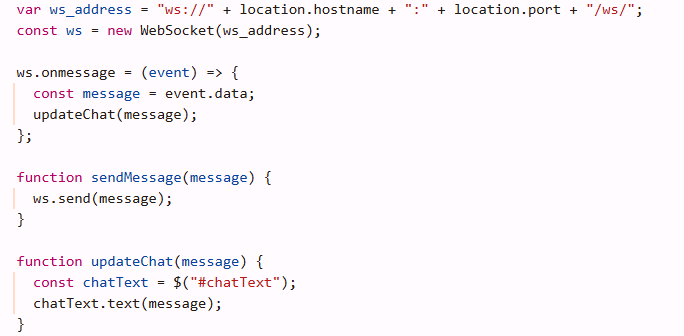 var ws_address = "ws://" + location.hostname + ":" + location.port + "/ws/";
const ws = new WebSocket(ws_address);

ws.onmessage = (event) => {
  const message = event.data;
  updateChat(message);
};

function sendMessage(message) {
  ws.send(message);
}

function updateChat(message) {
  const chatText = $("#chatText");
  chatText.text(message);
}